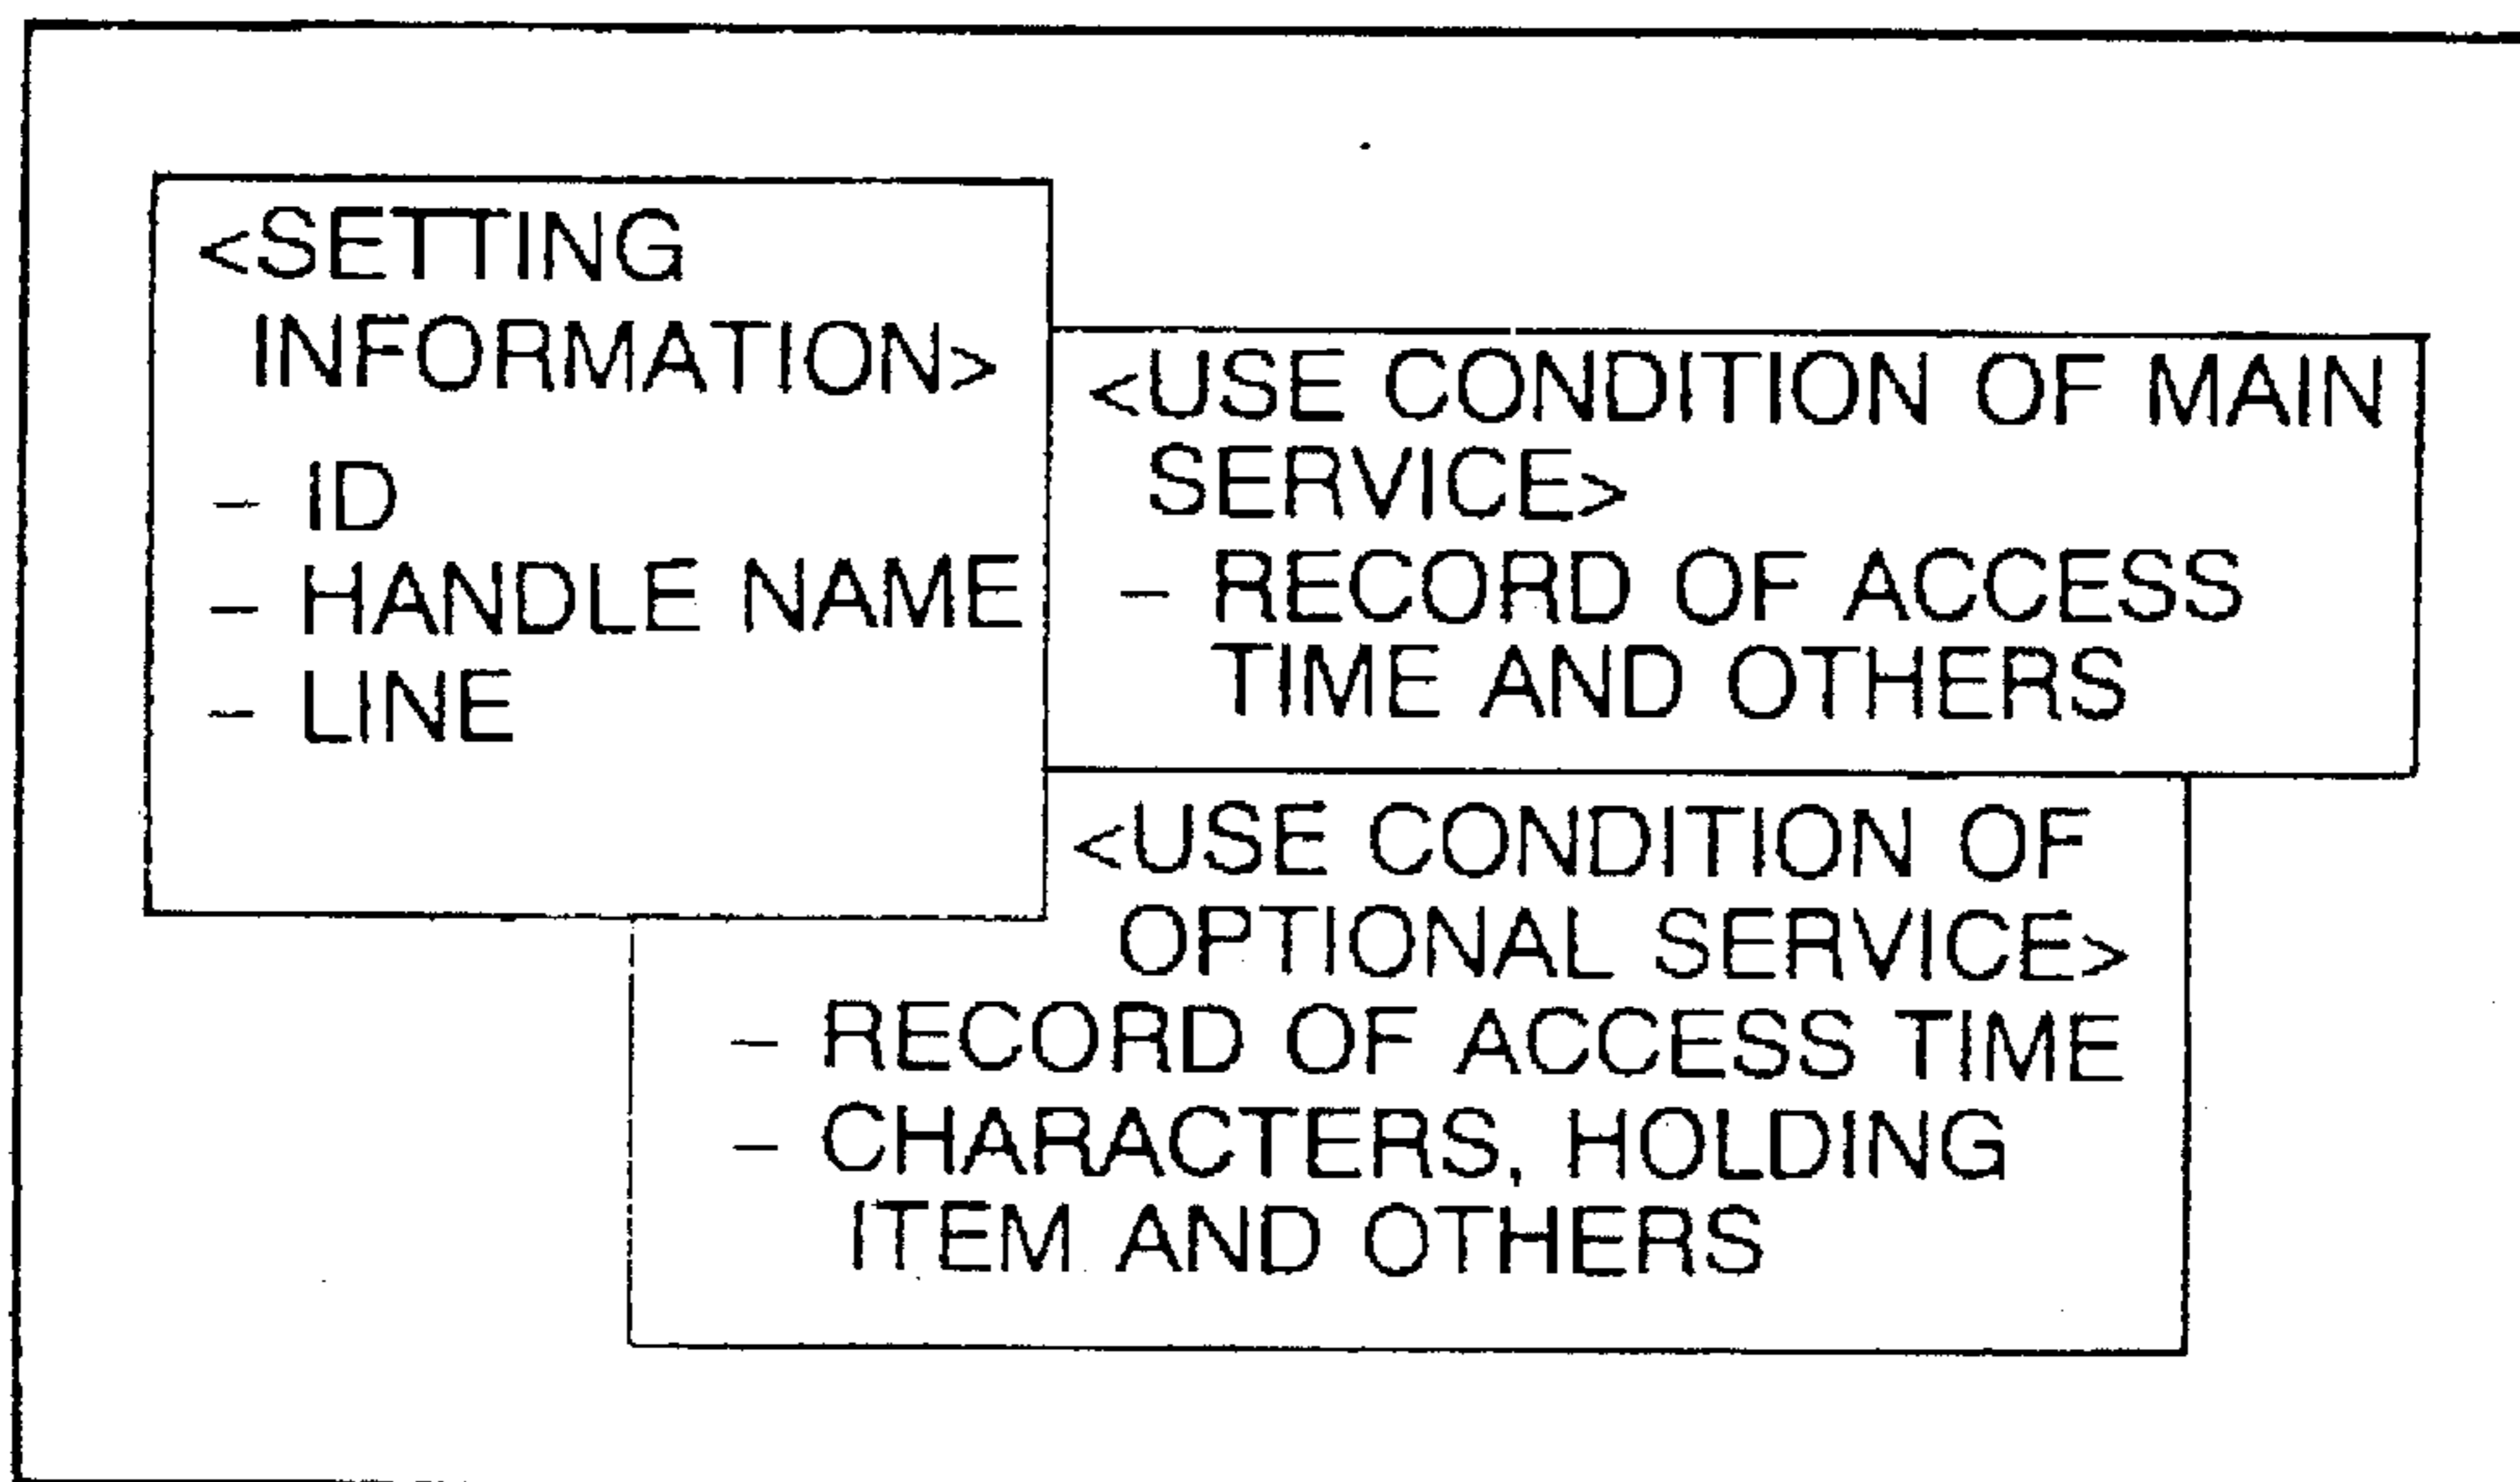 <SETTING
INFORMATION>
– ID
– HANDLE NAME
– LINE
<USE CONDITION OF MAIN
SERVICE>
– RECORD OF ACCESS
TIME AND OTHERS
<USE CONDITION OF
OPTIONAL SERVICE>
– RECORD OF ACCESS TIME
– CHARACTERS, HOLDING
ITEM AND OTHERS